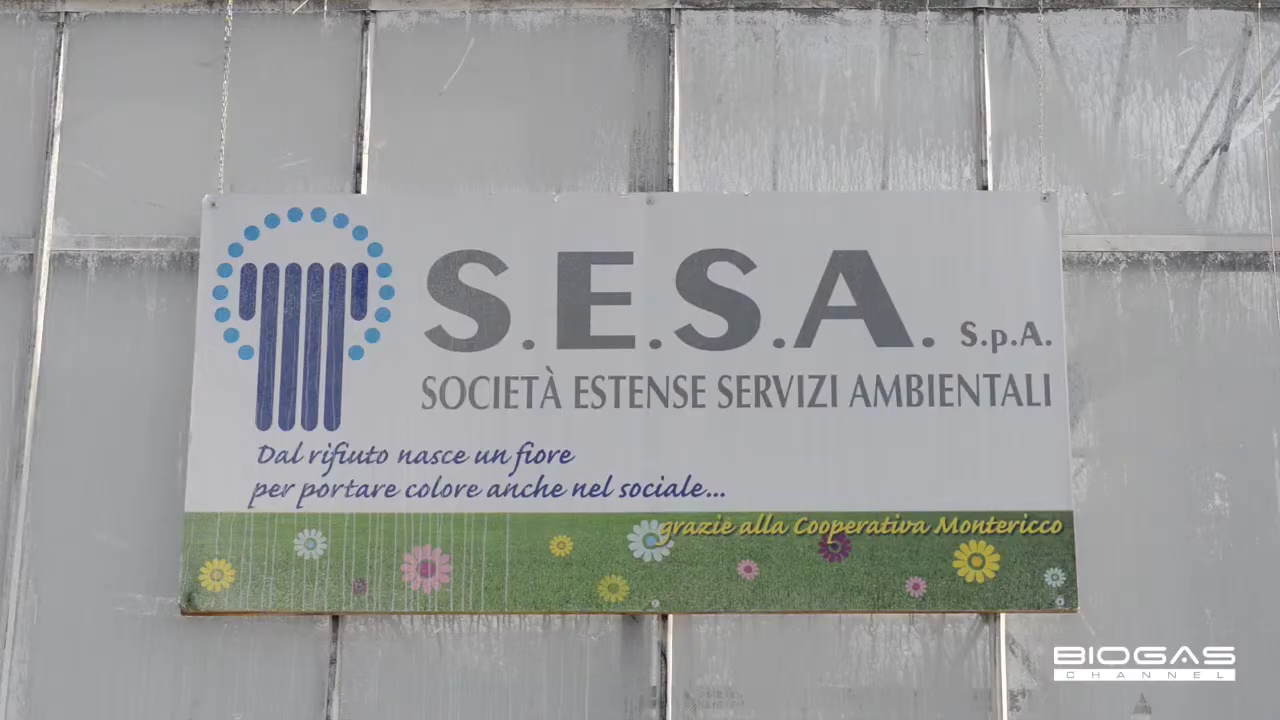 S.E.S.A. S.p.A.
SOCIETÀ ESTENSE SERVIZI AMBIENTALI
Dal rifiuto nasce un fiore
per portare colore anche nel sociale...
grazie alla Cooperativa Montericco
BIOGAS
CHANNEL